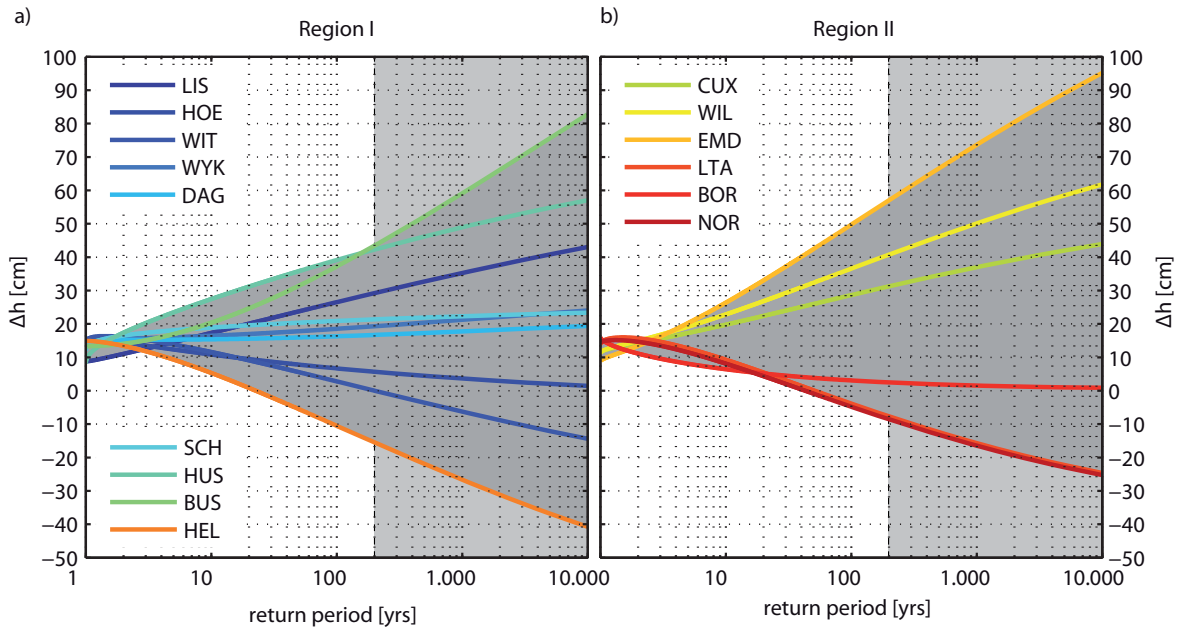 a)
Region I
b)
Region II
100
90
80
70
60
50
40
30
20
10
0
−10
−20
−30
−40
−50
Δh [cm]
LIS
HOE
WIT
WYK
DAG
SCH
HUS
BUS
HEL
1
10
100
1.000
10.000
return period [yrs]
CUX
WIL
EMD
LTA
BOR
NOR
10
100
1.000
10.000
return period [yrs]
100
90
80
70
60
50
40
30
20
10
0
−10
−20
−30
−40
−50
Δh [cm]